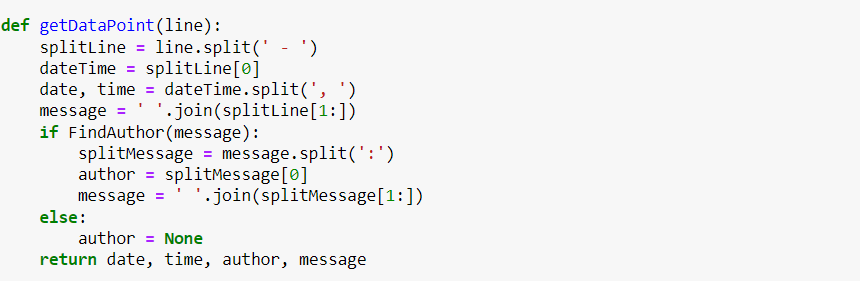 def getDataPoint(line):
    splitLine = line.split(' - ')
    dateTime = splitLine[0]
    date, time = dateTime.split(', ')
    message = ' '.join(splitLine[1:])
    if FindAuthor(message):
        splitMessage = message.split(':')
        author = splitMessage[0]
        message = ' '.join(splitMessage[1:])
    else:
        author = None
    return date, time, author, message